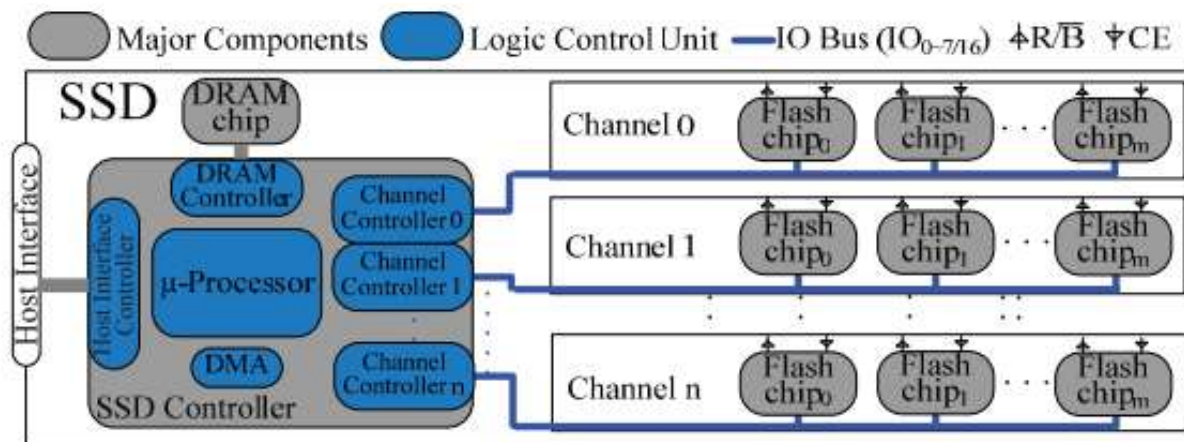 Major Components Logic Control Unit IO Bus (IO0~7/16) R/B̅ CE
SSD
DRAM
chip
Host Interface
DRAM
Controller
Host Interface
Controller
μ-Processor
DMA
SSD Controller
Channel
Controller 0
Channel
Controller 1
Channel
Controller n
Channel 0
Flash
chip0
Flash
chip1
. . .
Flash
chipm
Channel 1
Flash
chip0
Flash
chip1
. . .
Flash
chipm
Channel n
Flash
chip0
Flash
chip1
. . .
Flash
chipm